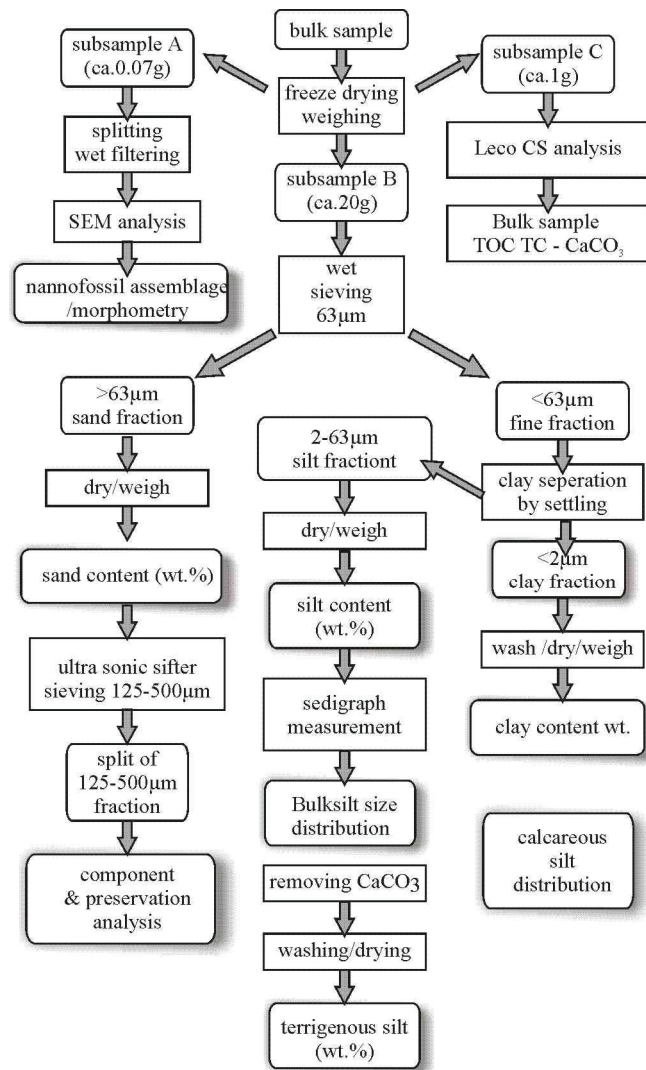 bulk sample
subsample A
(ca.0.07g)
subsample C
(ca.1g)
freeze drying
weighing
splitting
wet filtering
Leco CS analysis
subsample B
(ca.20g)
SEM analysis
Bulk sample
TOC TC - CaCO₃
nannofossil assemblage
/morphometry
wet
sieving
63µm
>63µm
sand fraction
<63µm
fine fraction
2-63µm
silt fractiont
dry/weigh
clay seperation
by settling
dry/weigh
<2µm
clay fraction
sand content (wt.%)
silt content
(wt.%)
wash /dry/weigh
ultra sonic sifter
sieving 125-500µm
sedigraph
measurement
clay content wt.
split of
125-500µm
fraction
Bulksilt size
distribution
calcareous
silt
distribution
component
& preservation
analysis
removing CaCO3
washing/drying
terrigenous silt
(wt.%)